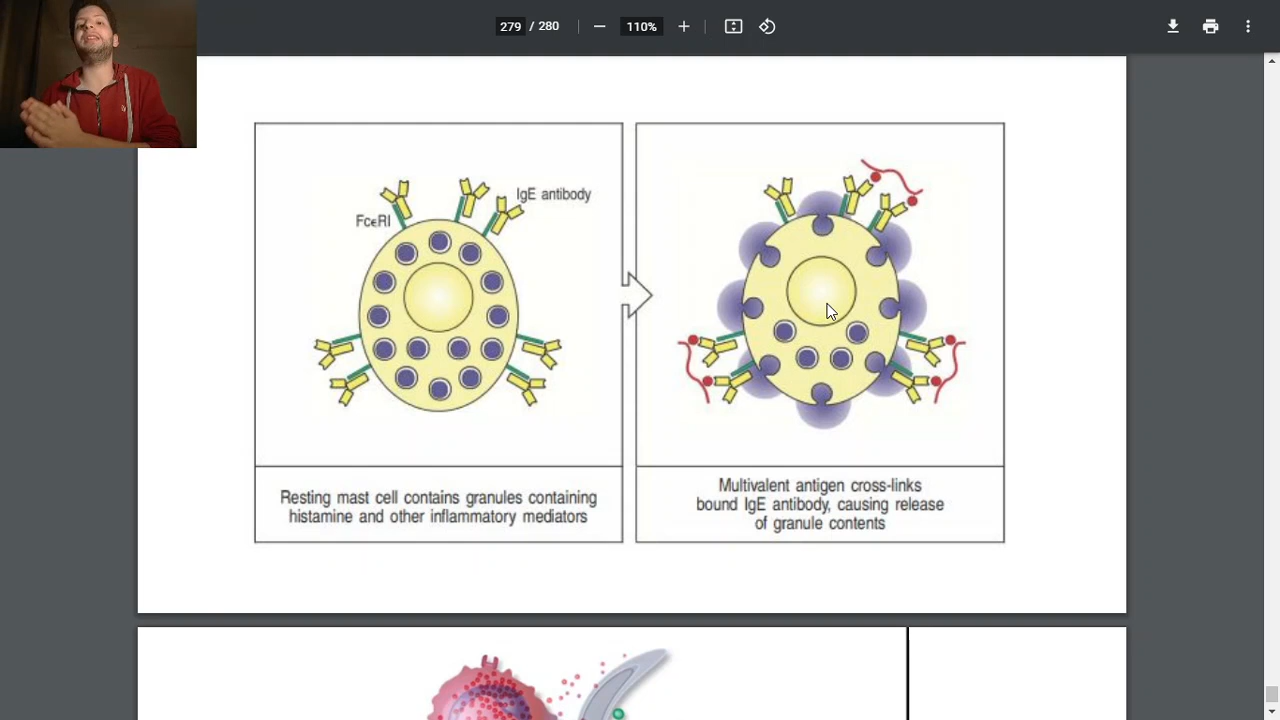 279 / 280
110%
IgE antibody
FcεRI
Resting mast cell contains granules containing
histamine and other inflammatory mediators
Multivalent antigen cross-links
bound IgE antibody, causing release
of granule contents